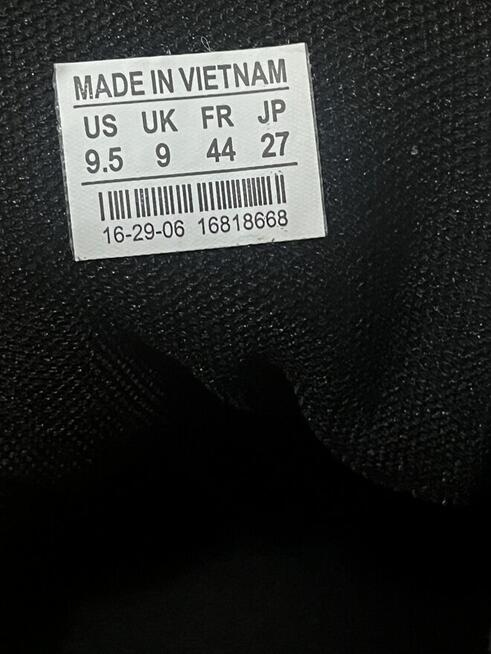 MADE IN VIETNAM
US UK FR JP
9.5 9 44 27
16-29-06 16818668